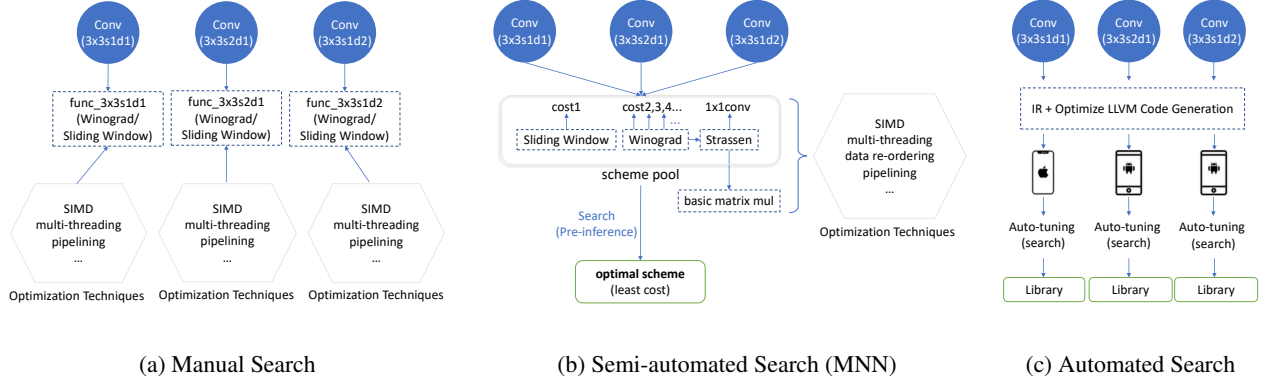 Conv
(3x3s1d1)
Conv
(3x3s2d1)
Conv
(3x3s1d2)
func_3x3s1d1
(Winograd/
Sliding Window)
func_3x3s2d1
(Winograd/
Sliding Window)
func_3x3s1d2
(Winograd/
Sliding Window)
SIMD
multi-threading
pipelining
...
SIMD
multi-threading
pipelining
...
SIMD
multi-threading
pipelining
...
Optimization Techniques
Optimization Techniques
Optimization Techniques
(a) Manual Search
Conv
(3x3s1d1)
Conv
(3x3s2d1)
Conv
(3x3s1d2)
cost1
cost2,3,4...
1x1conv
...
Sliding Window
Winograd
Strassen
scheme pool
basic matrix mul
Search
(Pre-inference)
optimal scheme
(least cost)
SIMD
multi-threading
data re-ordering
pipelining
...
Optimization Techniques
(b) Semi-automated Search (MNN)
Conv
(3x3s1d1)
Conv
(3x3s2d1)
Conv
(3x3s1d2)
IR + Optimize LLVM Code Generation
Auto-tuning
(search)
Auto-tuning
(search)
Auto-tuning
(search)
Library
Library
Library
(c) Automated Search